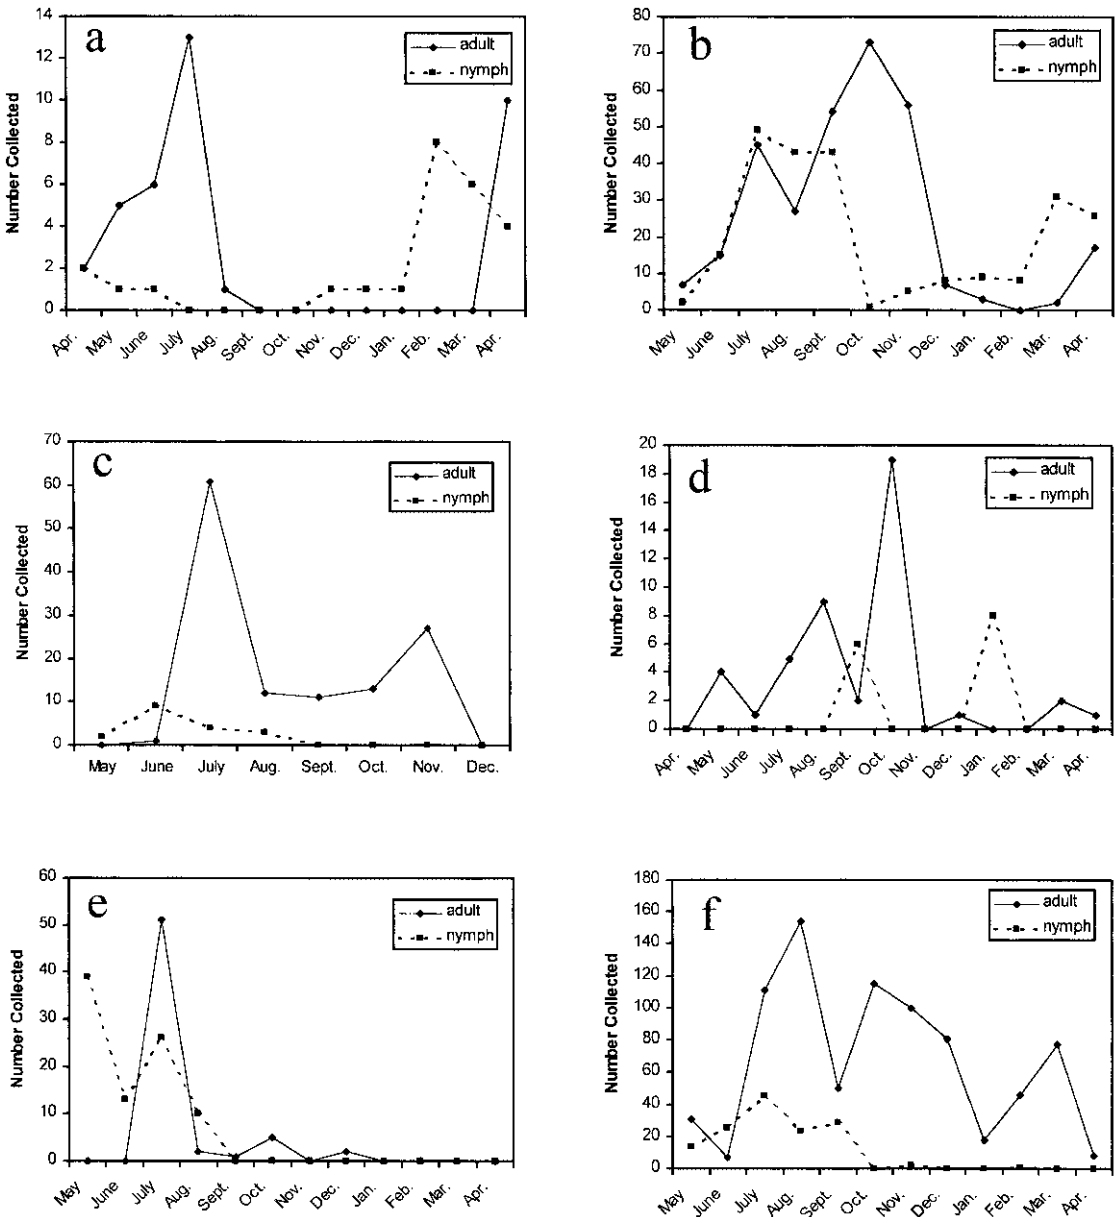 a
adult
nymph
Number Collected
14
12
10
8
6
4
2
0
Apr. May June July Aug. Sept. Oct. Nov. Dec. Jan. Feb. Mar. Apr.
b
adult
nymph
Number Collected
80
70
60
50
40
30
20
10
0
May June July Aug. Sept. Oct. Nov. Dec. Jan. Feb. Mar. Apr.
c
adult
nymph
Number Collected
70
60
50
40
30
20
10
0
May June July Aug. Sept. Oct. Nov. Dec.
d
adult
nymph
Number Collected
20
18
16
14
12
10
8
6
4
2
0
Apr. May June July Aug. Sept. Oct. Nov. Dec. Jan. Feb. Mar. Apr.
e
adult
nymph
Number Collected
60
50
40
30
20
10
0
May June July Aug. Sept. Oct. Nov. Dec. Jan. Feb. Mar. Apr.
f
adult
nymph
Number Collected
180
160
140
120
100
80
60
40
20
0
May June July Aug. Sept. Oct. Nov. Dec. Jan. Feb. Mar. Apr.